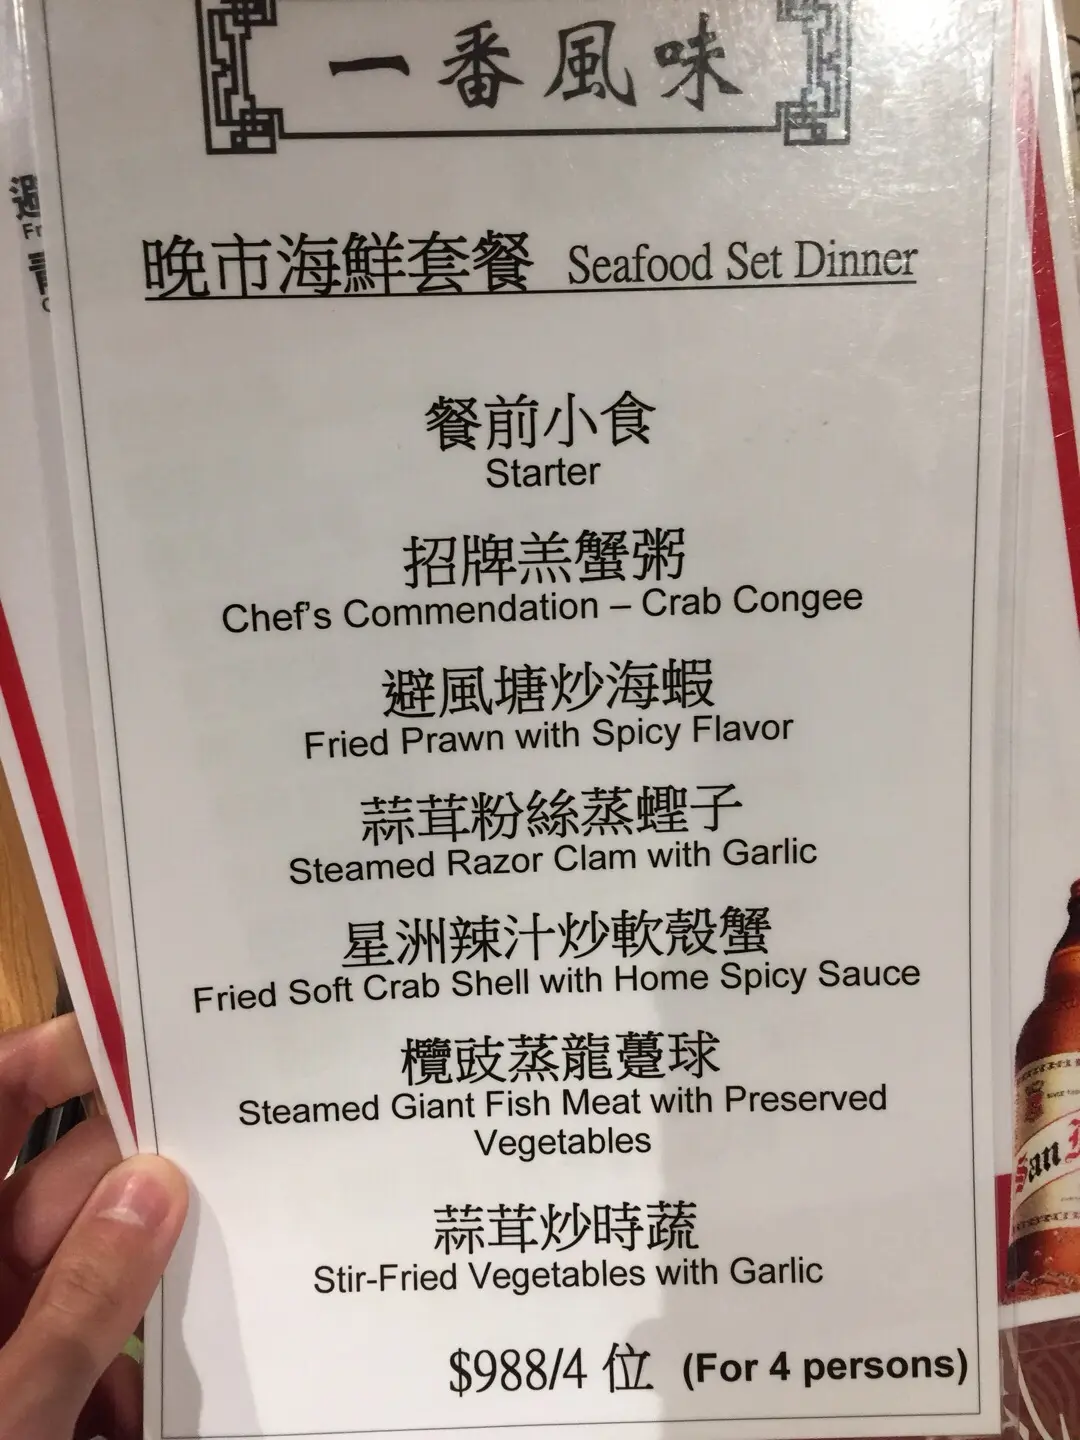 一番風味
晚市海鮮套餐 Seafood Set Dinner
餐前小食
Starter
招牌羔蟹粥
Chef's Commendation – Crab Congee
避風塘炒海蝦
Fried Prawn with Spicy Flavor
蒜茸粉絲蒸蟶子
Steamed Razor Clam with Garlic
星洲辣汁炒軟殼蟹
Fried Soft Crab Shell with Home Spicy Sauce
欖豉蒸龍躉球
Steamed Giant Fish Meat with Preserved
Vegetables
蒜茸炒時蔬
Stir-Fried Vegetables with Garlic
$988/4 位 (For 4 persons)
San